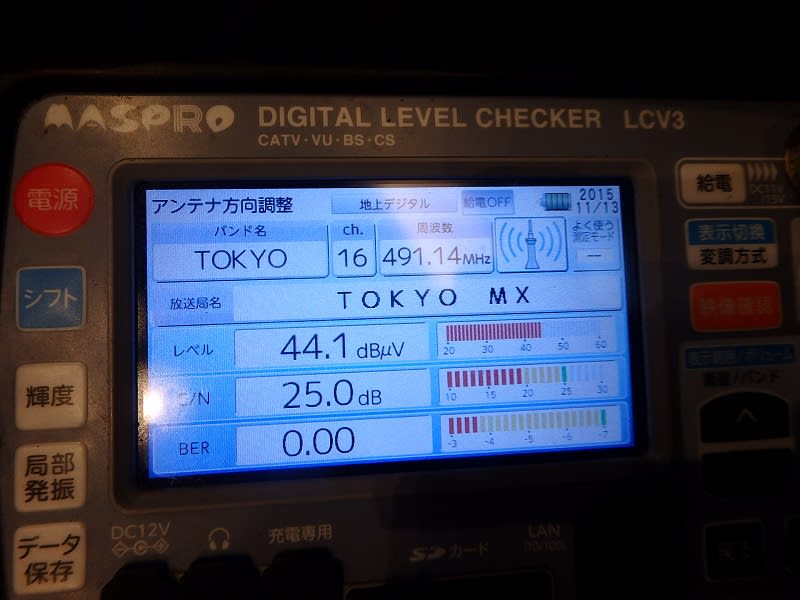 MASPRO DIGITAL LEVEL CHECKER LCV3
CATV・VU・BS・CS
電源
シフト
輝度
局部
発振
データ
保存
アンテナ方向調整 地上デジタル 給電OFF 2015
11/13
バンド名 ch. 周波数 よく使う
測定モード
TOKYO 16 491.14MHz --
放送局名 TOKYO MX
レベル 44.1 dBμV 20 30 40 50 60
C/N 25.0 dB 10 15 20 25 30
BER 0.00 -3 -4 -5 -6 -7
給電 DC11V
表示切換
変調方式
映像確認
DC12V 充電専用 SDカード LAN